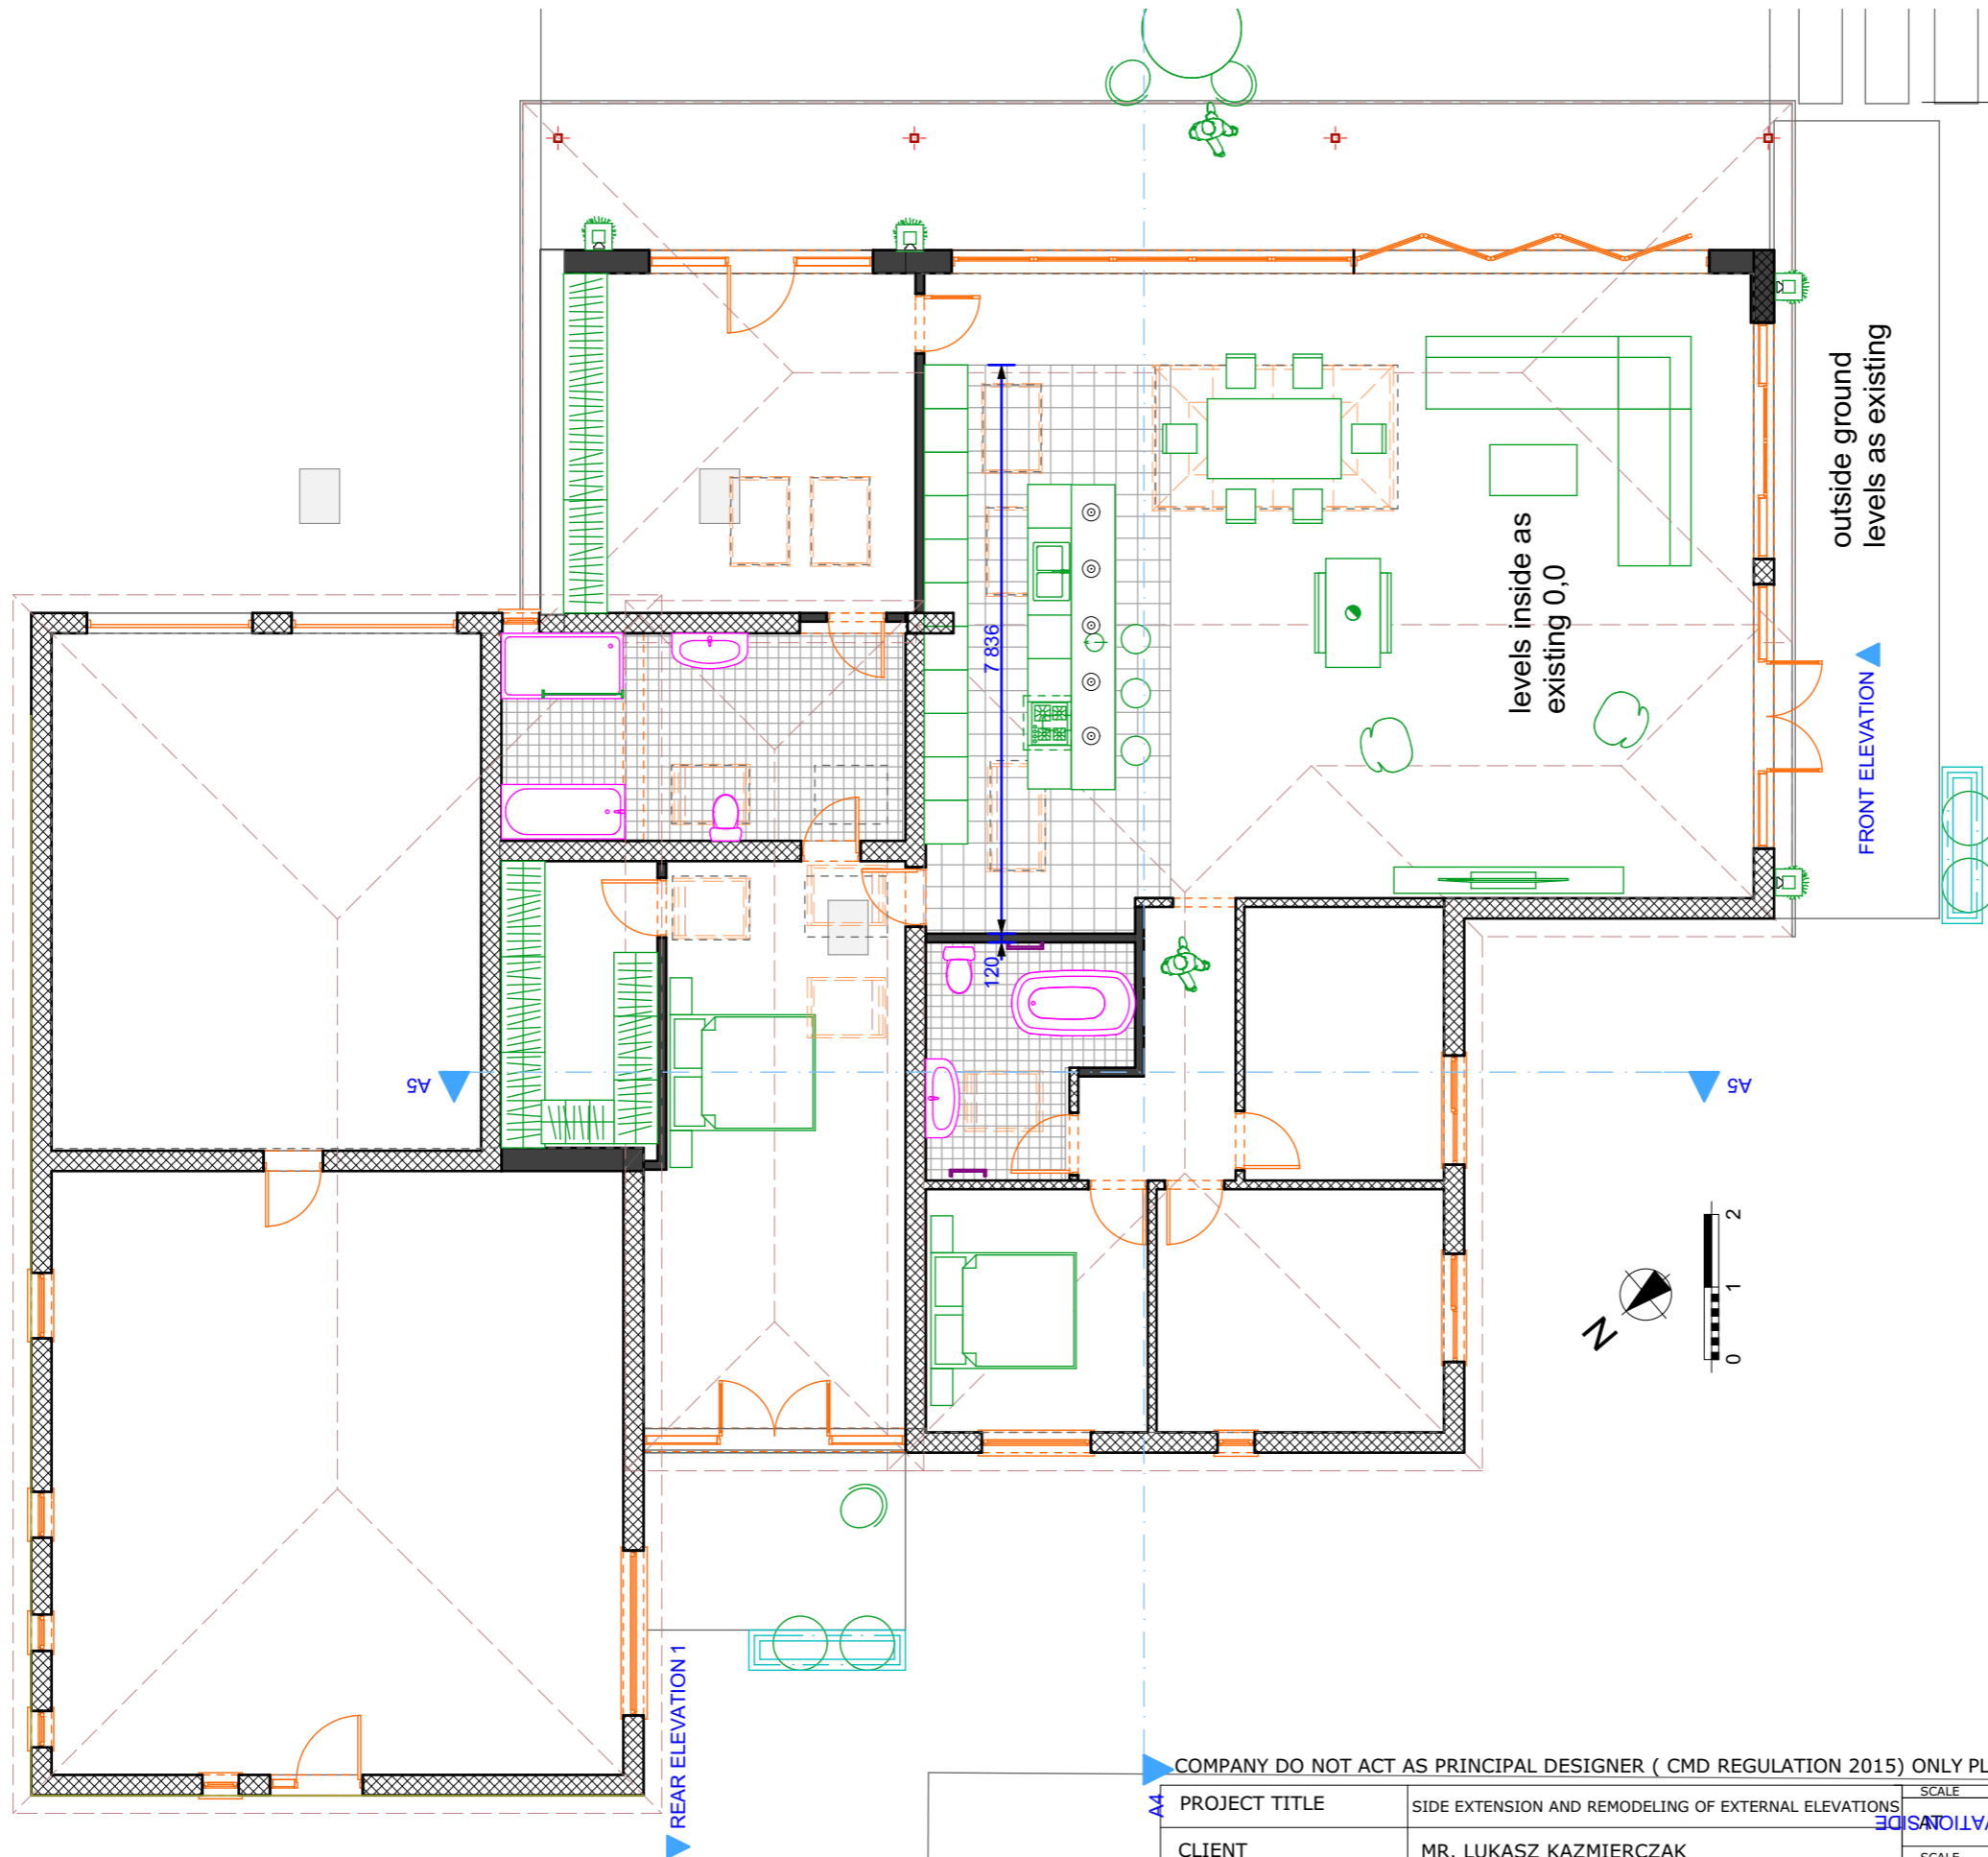 outside ground
levels as existing
levels inside as
existing 0,0
7 836
120
FRONT ELEVATION
A5
A5
2
1
0
N
REAR ELEVATION 1
A4
COMPANY DO NOT ACT AS PRINCIPAL DESIGNER ( CMD REGULATION 2015) ONLY PL
PROJECT TITLE
SIDE EXTENSION AND REMODELING OF EXTERNAL ELEVATIONS
SCALE
AT
SIDE
CLIENT
MR. LUKASZ KAZMIERCZAK
SCALE